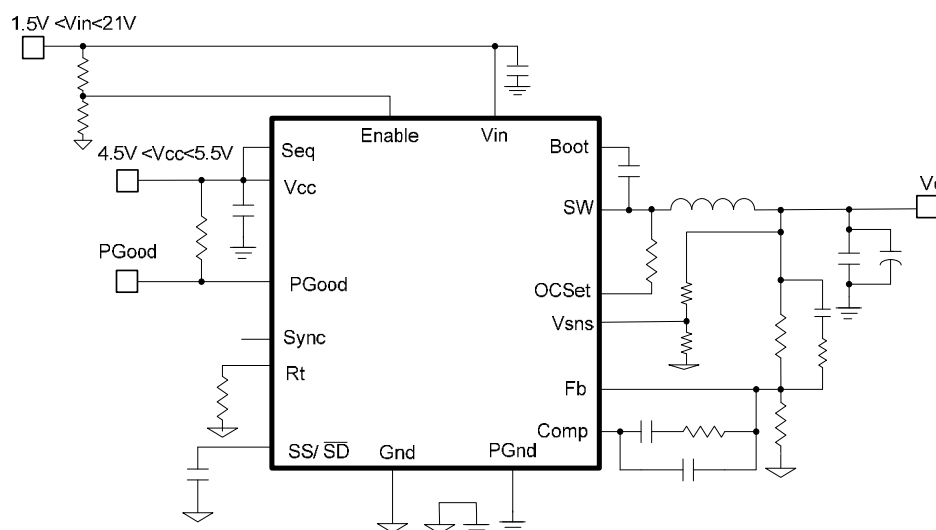 1.5V <Vin<21V
Enable
Vin
Boot
Seq
4.5V <Vcc<5.5V
Vcc
SW
PGood
PGood
OCSet
Vsns
Sync
Rt
Fb
Comp
SS/ SD
Gnd
PGnd